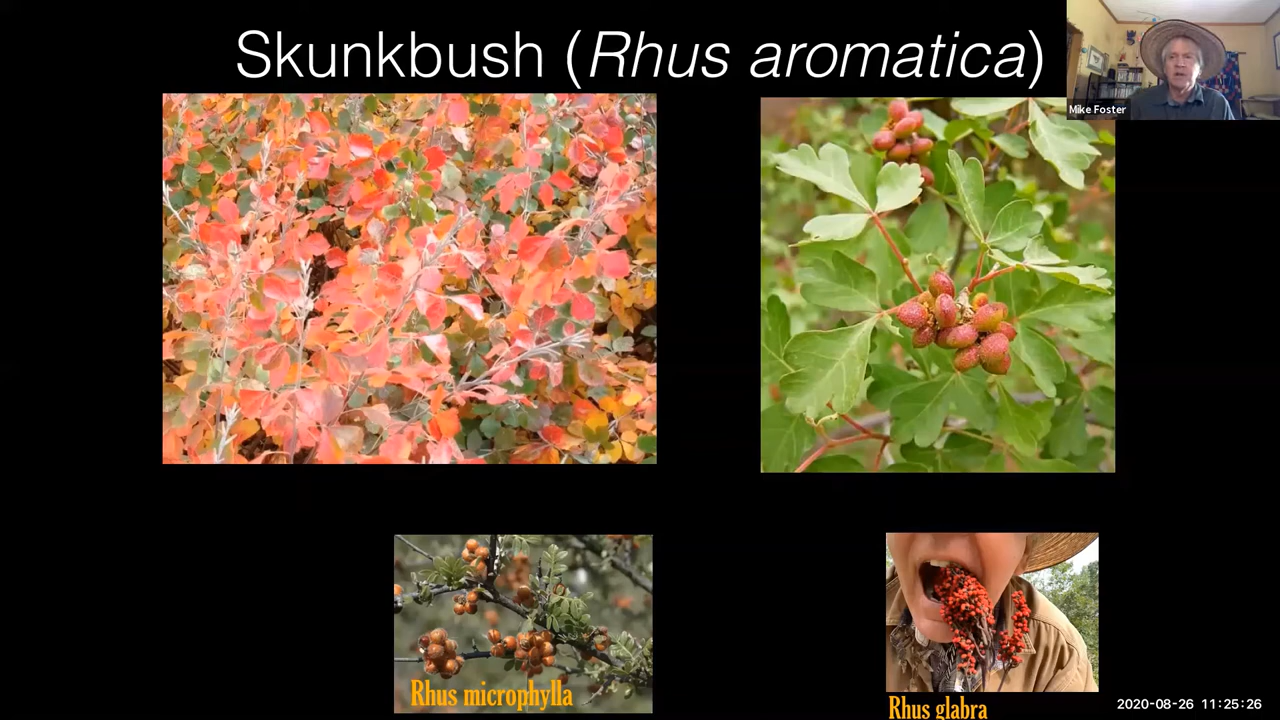 Skunkbush (Rhus aromatica)
Mike Foster
Rhus microphylla
Rhus glabra
2020-08-26 11:25:26